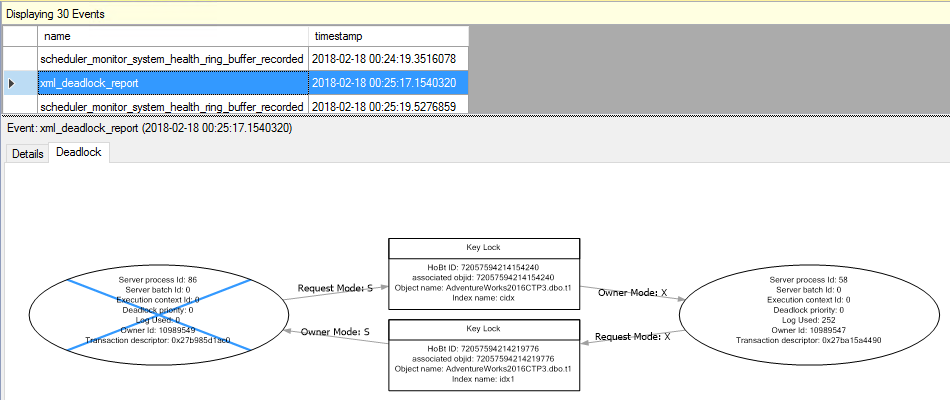 Displaying 30 Events
name timestamp
scheduler_monitor_system_health_ring_buffer_recorded 2018-02-18 00:24:19.3516078
xml_deadlock_report 2018-02-18 00:25:17.1540320
scheduler_monitor_system_health_ring_buffer_recorded 2018-02-18 00:25:19.5276859
Event: xml_deadlock_report (2018-02-18 00:25:17.1540320)
Details Deadlock
Server process Id: 86
Server batch Id: 0
Execution context Id: 0
Deadlock priority: 0
Log Used: 0
Owner Id: 10989549
Transaction descriptor: 0x27b985d1ac0
Request Mode: S
Owner Mode: S
Key Lock
HoBt ID: 72057594214154240
associated objid: 72057594214154240
Object name: AdventureWorks2016CTP3.dbo.t1
Index name: cidx
Key Lock
HoBt ID: 72057594214219776
associated objid: 72057594214219776
Object name: AdventureWorks2016CTP3.dbo.t1
Index name: idx1
Owner Mode: X
Request Mode: X
Server process Id: 58
Server batch Id: 0
Execution context Id: 0
Deadlock priority: 0
Log Used: 252
Owner Id: 10989547
Transaction descriptor: 0x27ba15a4490